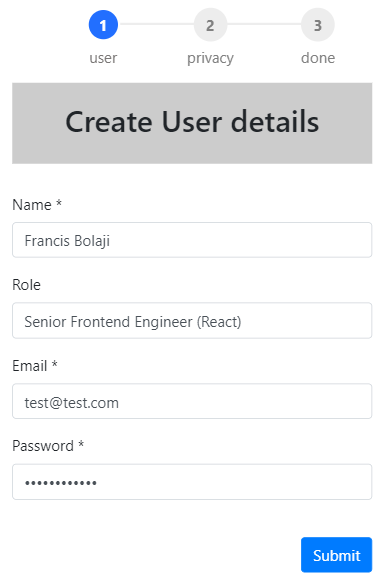 1 2 3
user privacy done
Create User details
Name *
Francis Bolaji
Role
Senior Frontend Engineer (React)
Email *
test@test.com
Password *
••••••••••••
Submit